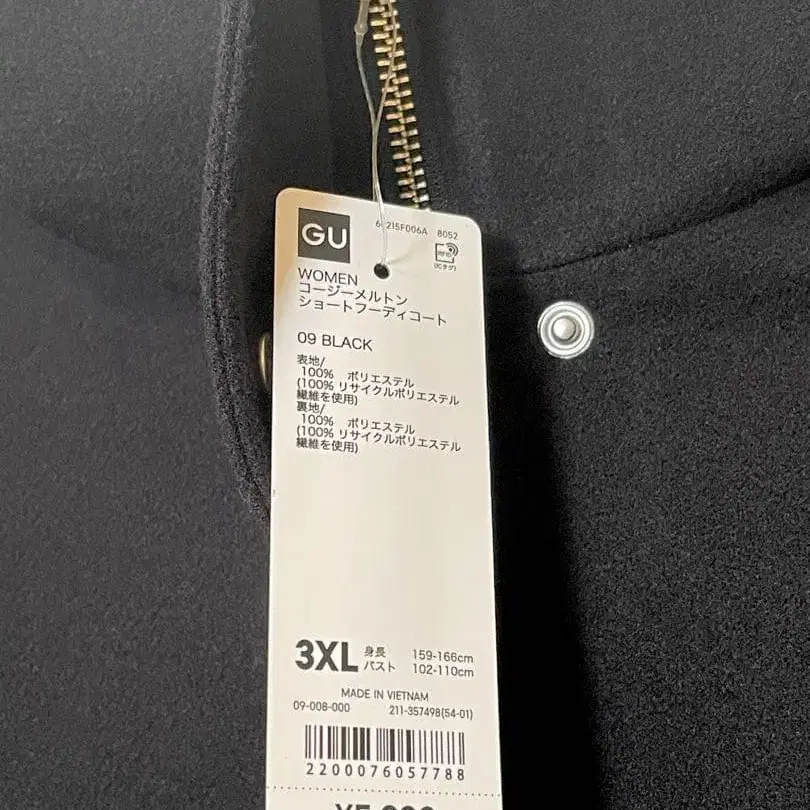 GU
8052
RFID
(ICタグ)
WOMEN
コージーメルトン
ショートフーディコート
09 BLACK
表地/
100% ポリエステル
(100% リサイクルポリエステル
繊維を使用)
裏地/
100% ポリエステル
(100% リサイクルポリエステル
繊維を使用)
3XL 身長 159-166cm
バスト 102-110cm
MADE IN VIETNAM
09-008-000 211-357498(54-01)
2200076057788